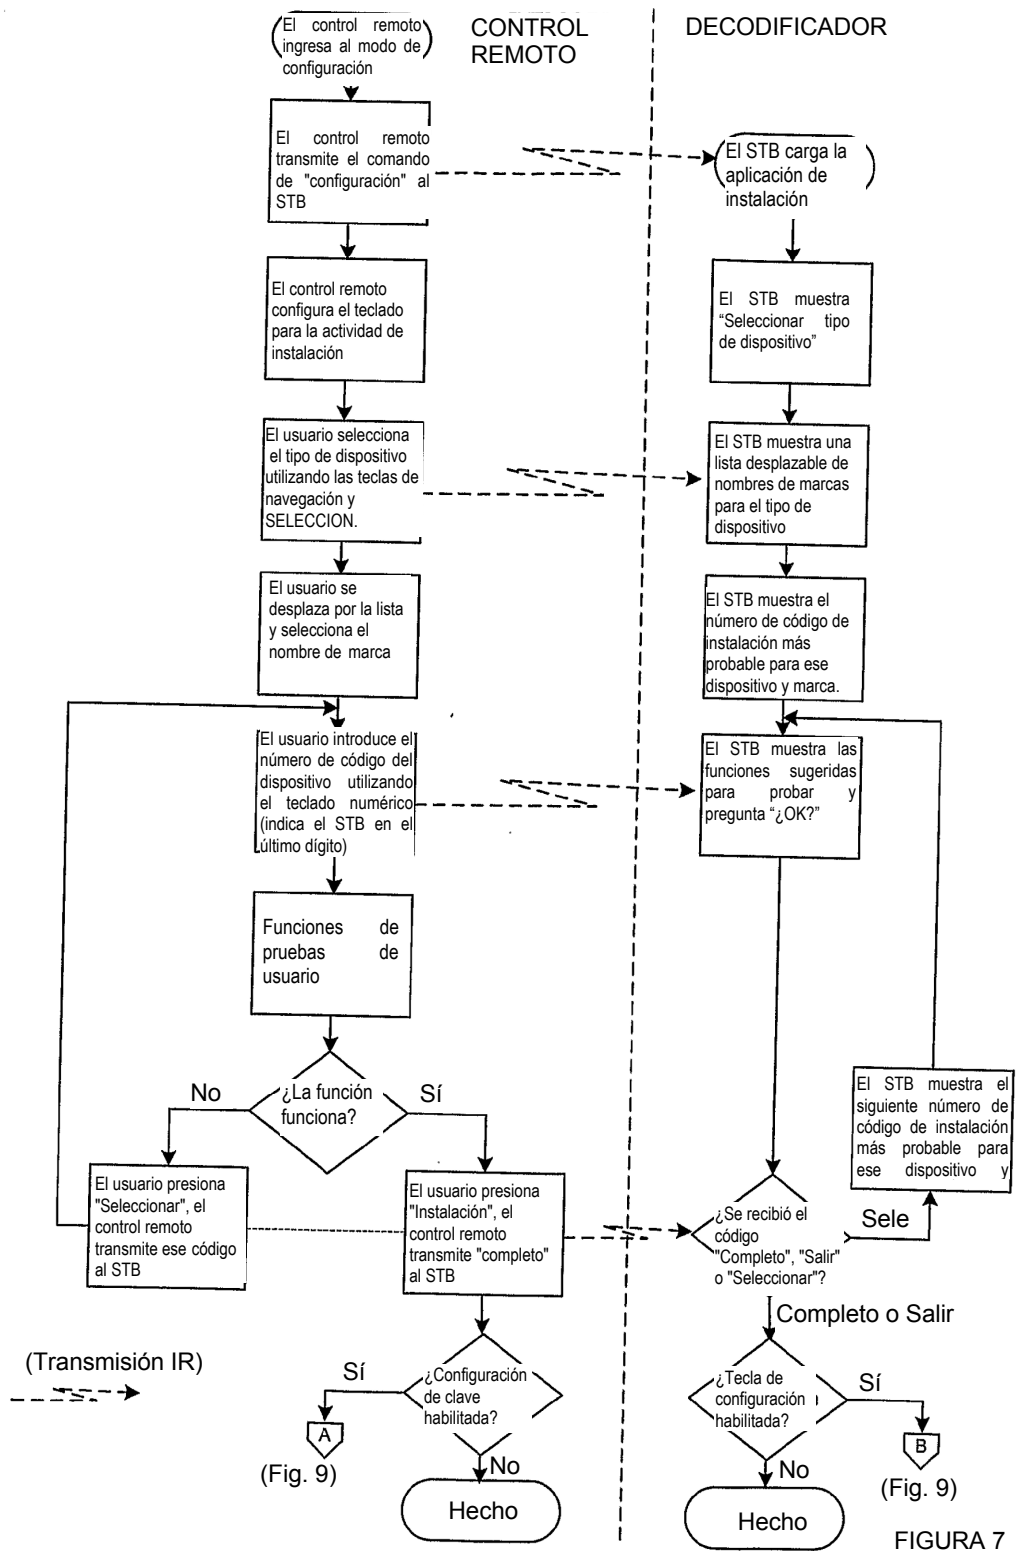 El control remoto
ingresa al modo de
configuración
CONTROL
REMOTO
DECODIFICADOR
El control remoto
transmite el comando
de "configuración" al
STB
El STB carga la
aplicación de
instalación
El control remoto
configura el teclado
para la actividad de
instalación
El STB muestra
“Seleccionar tipo
de dispositivo”
El usuario selecciona
el tipo de dispositivo
utilizando las teclas de
navegación y
SELECCION.
El STB muestra una
lista desplazable de
nombres de marcas
para el tipo de
dispositivo
El usuario se
desplaza por la lista
y selecciona el
nombre de marca
El STB muestra el
número de código de
instalación más
probable para ese
dispositivo y marca.
El usuario introduce el
número de código del
dispositivo utilizando
el teclado numérico
(indica el STB en el
último dígito)
El STB muestra las
funciones sugeridas
para probar y
pregunta “¿OK?”
Funciones de
pruebas de
usuario
No
¿La función
funciona?
Sí
El STB muestra el
siguiente número de
código de instalación
más probable para
ese dispositivo y
El usuario presiona
"Seleccionar", el
control remoto
transmite ese código
al STB
El usuario presiona
"Instalación", el
control remoto
transmite "completo"
al STB
¿Se recibió el
código
"Completo", "Salir"
o "Seleccionar"?
Sele
Completo o Salir
(Transmisión IR)
Sí
¿Configuración
de clave
habilitada?
¿Tecla de
configuración
habilitada?
Sí
A
(Fig. 9)
No
Hecho
No
Hecho
B
(Fig. 9)
FIGURA 7